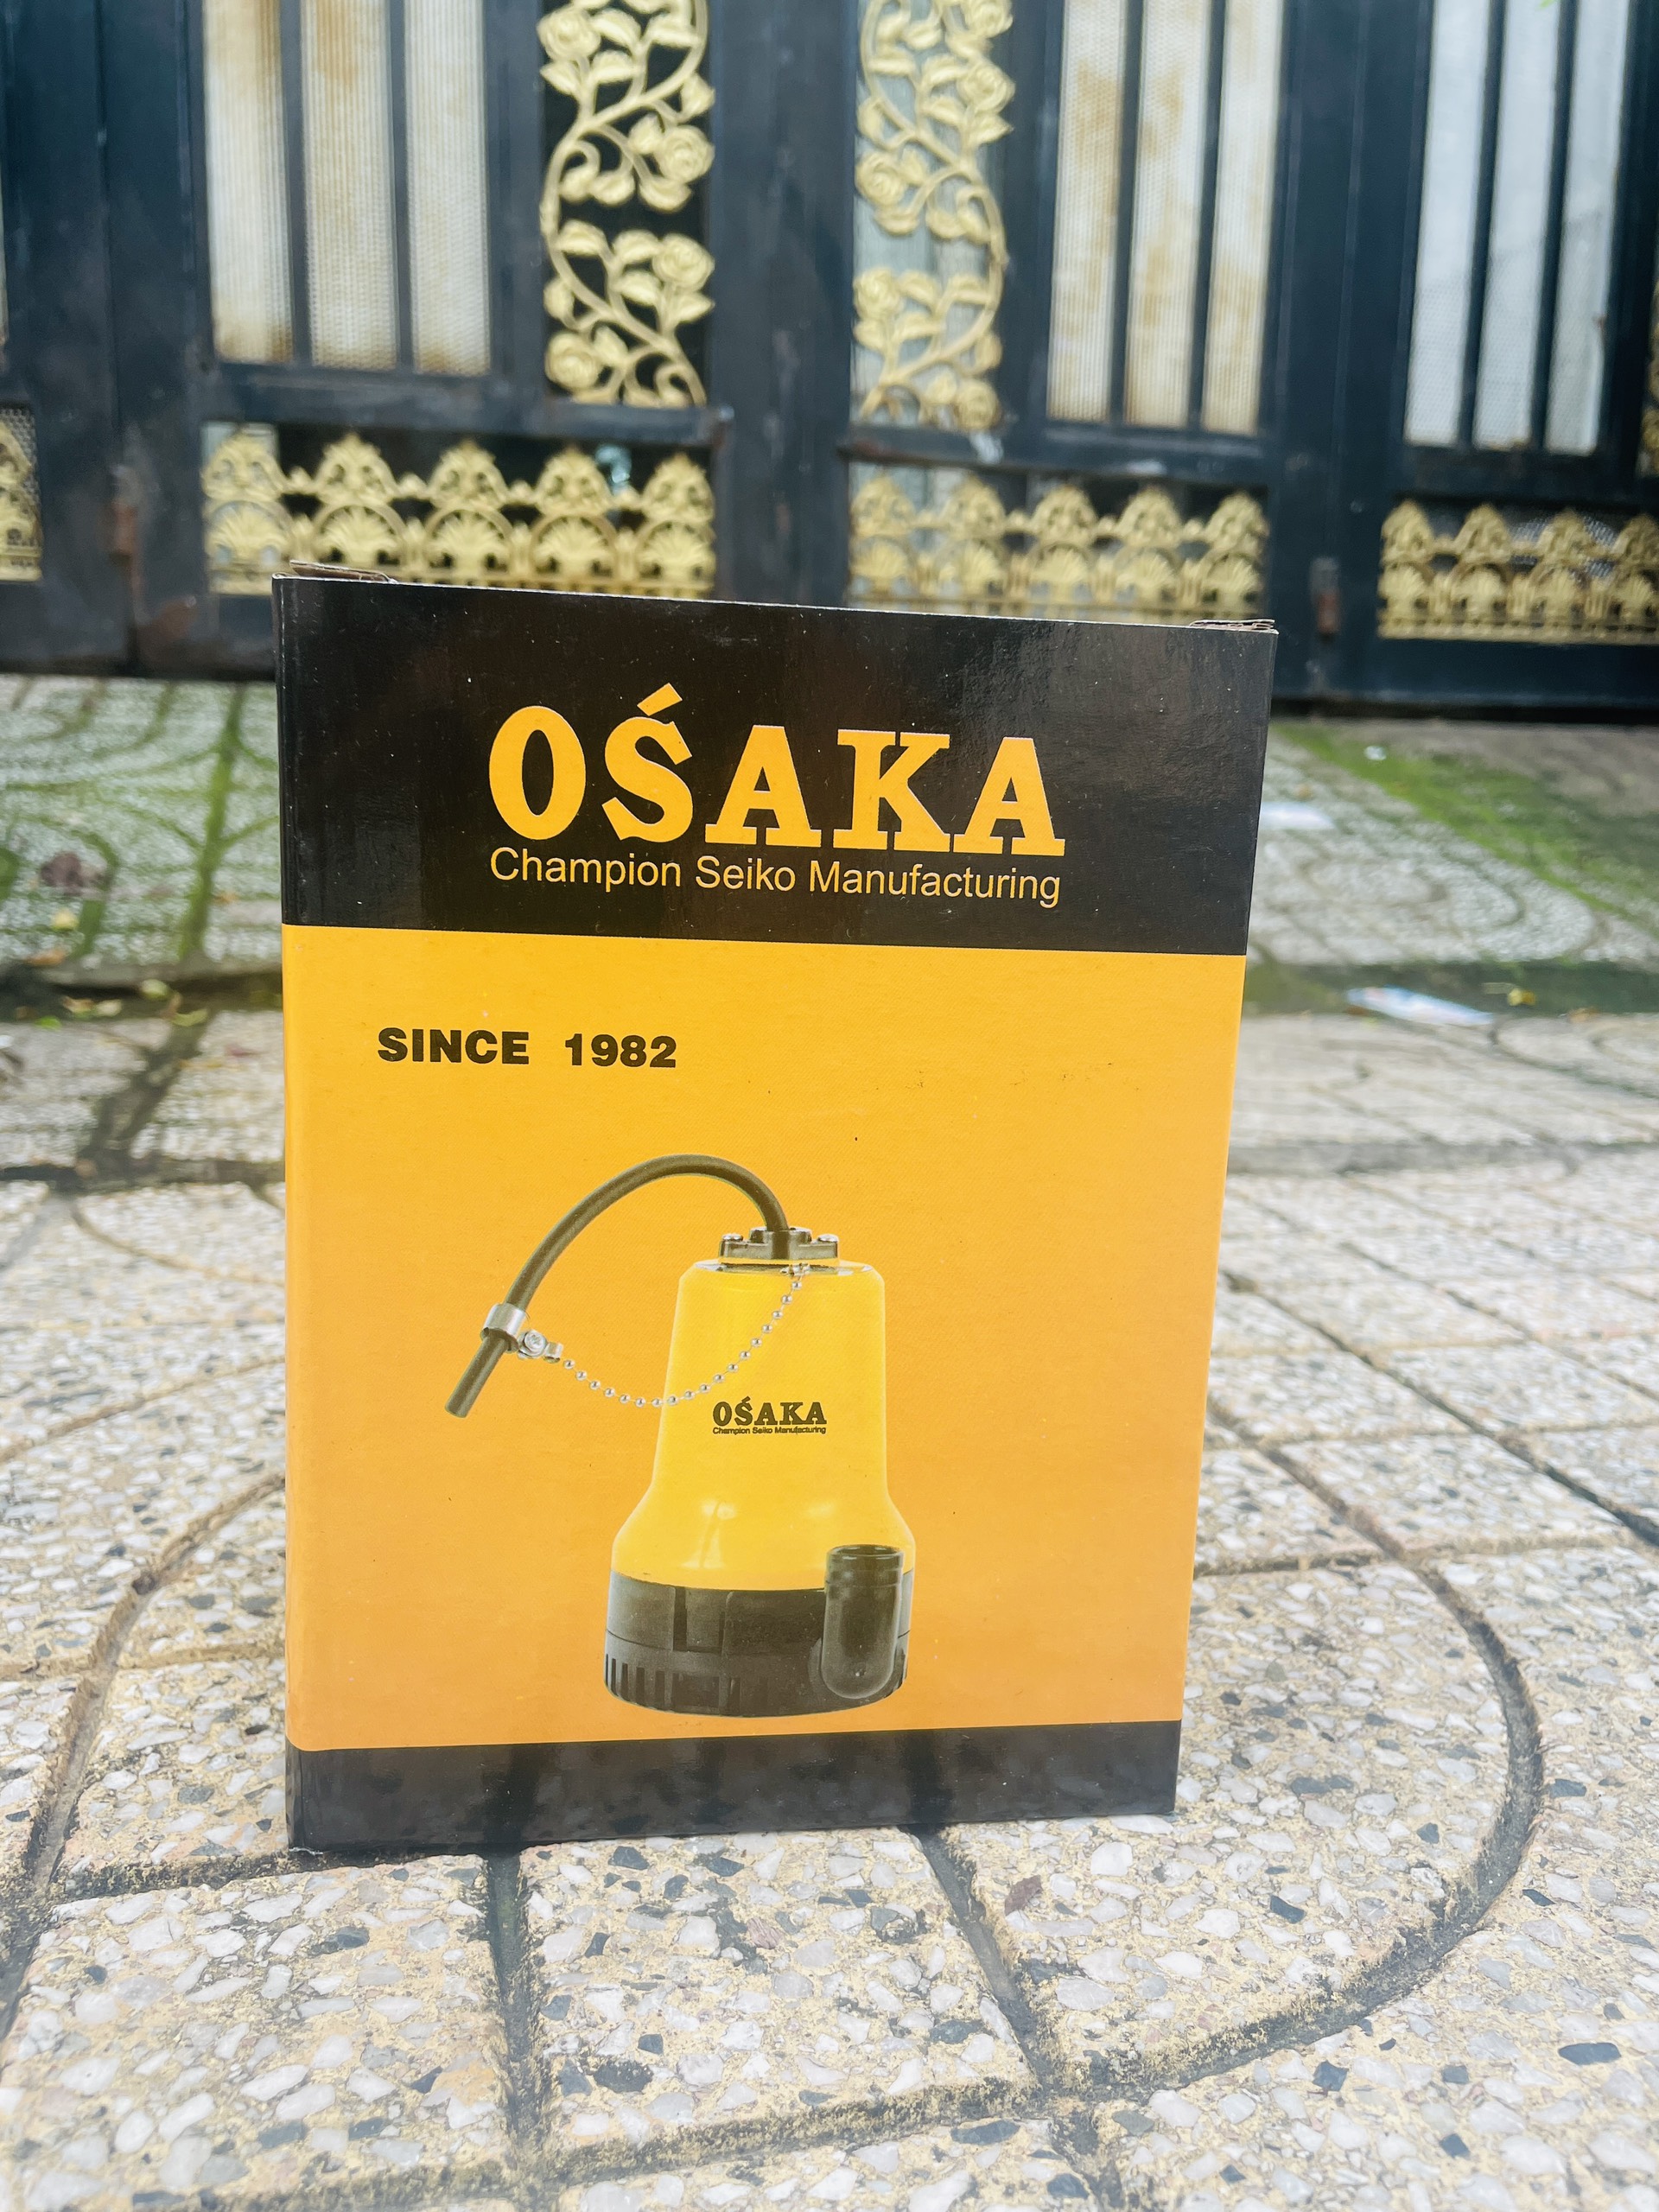 OŚAKA
Champion Seiko Manufacturing
SINCE 1982
OŚAKA
Champion Seiko Manufacturing